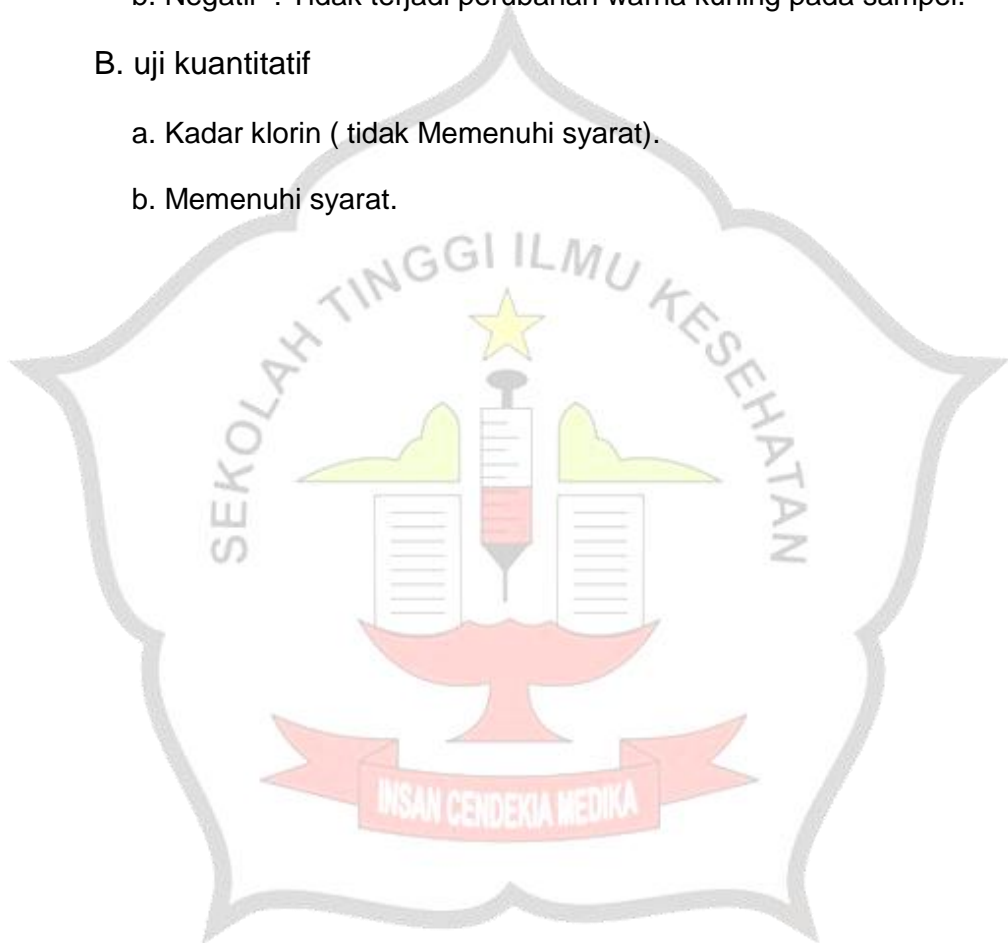 b. Negatif : Tidak terjadi perubahan warna kuning pada sampel.
B. uji kuantitatif
a. Kadar klorin ( tidak Memenuhi syarat).
b. Memenuhi syarat.
SEKOLAH TINGGI ILMU KESEHATAN
INSAN CENDEKIA MEDIKA